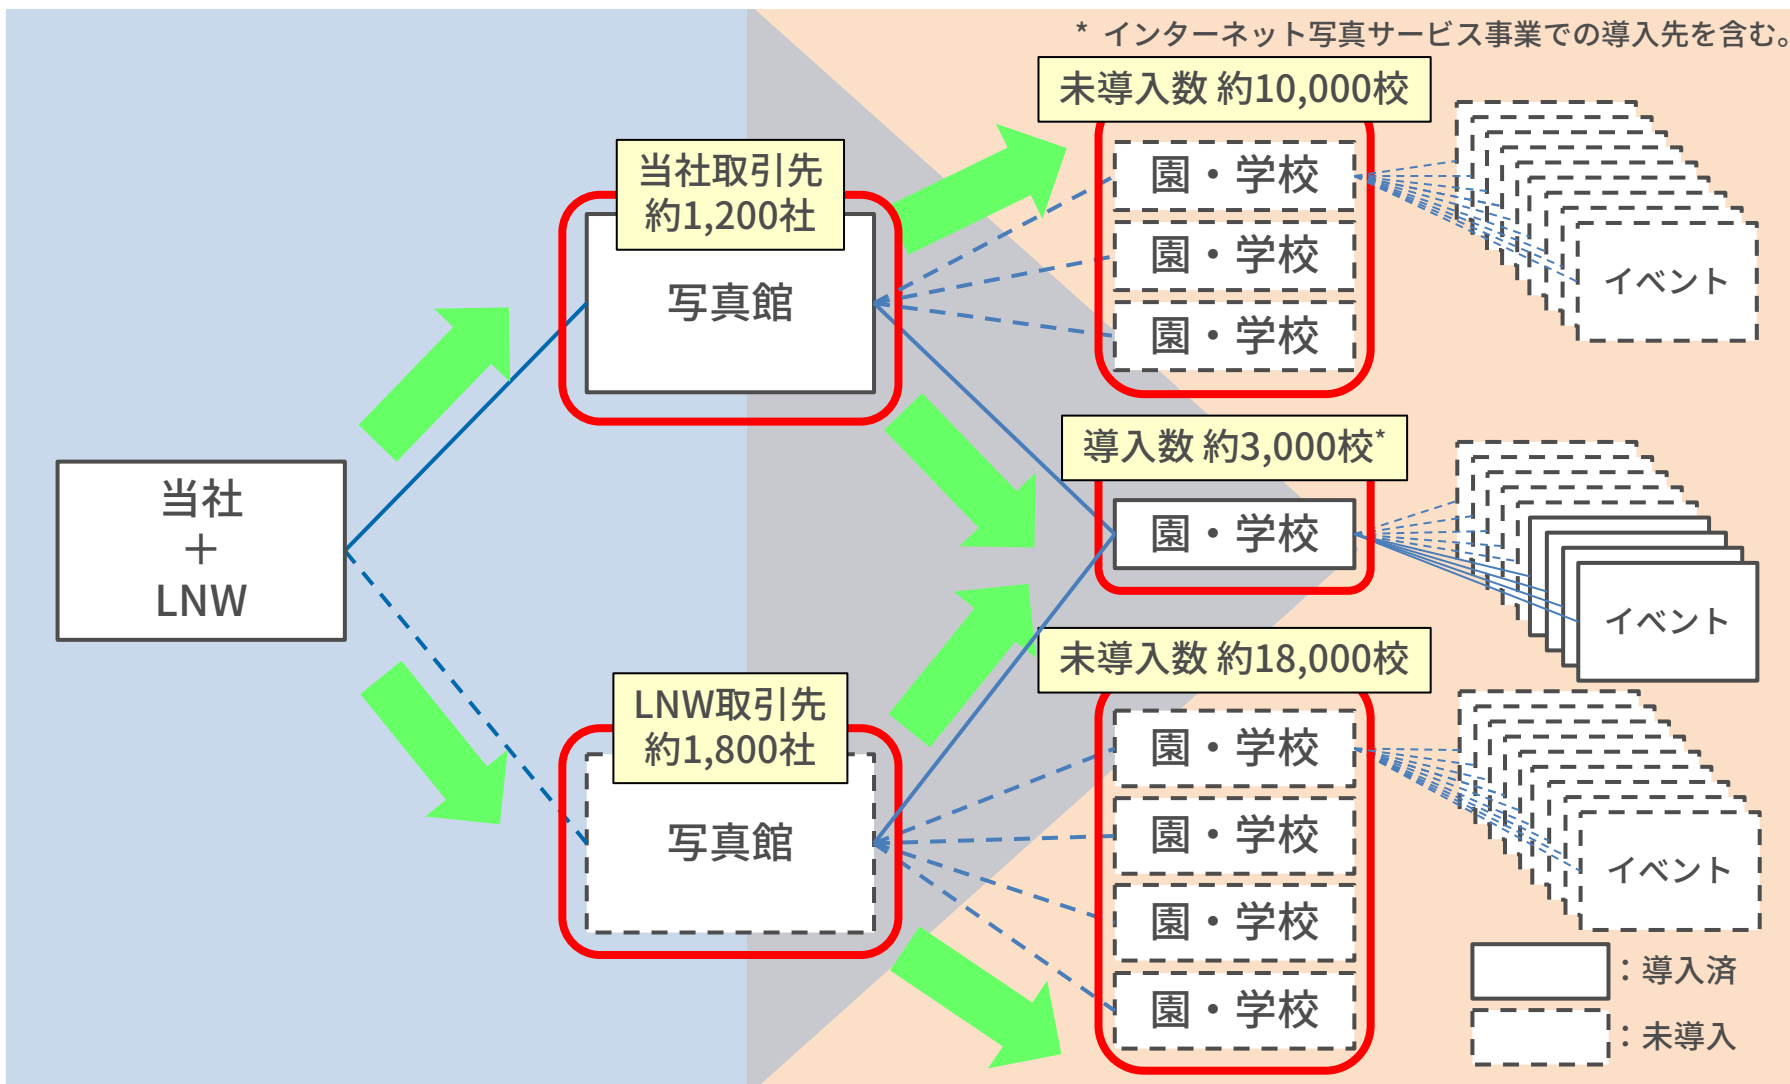 * インターネット写真サービス事業での導入先を含む。
当社
＋
LNW
当社取引先
約1,200社
写真館
LNW取引先
約1,800社
写真館
未導入数 約10,000校
園・学校
園・学校
園・学校
イベント
導入数 約3,000校*
園・学校
イベント
未導入数 約18,000校
園・学校
園・学校
園・学校
園・学校
イベント
：導入済
：未導入